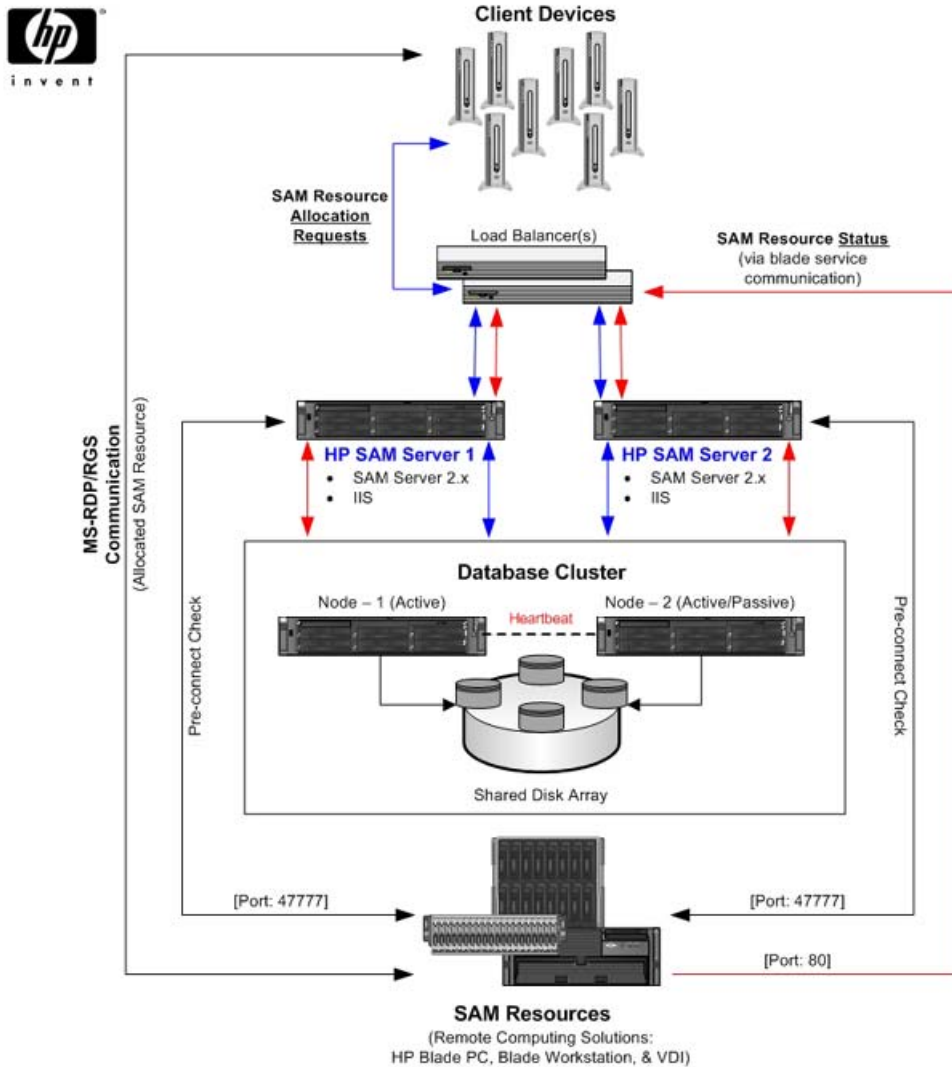 hp
invent
Client Devices
SAM Resource
Allocation
Requests
Load Balancer(s)
SAM Resource Status
(via blade service
communication)
MS-RDP/RGS
Communication
(Allocated SAM Resource)
HP SAM Server 1
• SAM Server 2.x
• IIS
HP SAM Server 2
• SAM Server 2.x
• IIS
Pre-connect Check
Pre-connect Check
Database Cluster
Node – 1 (Active)
Heartbeat
Node – 2 (Active/Passive)
Shared Disk Array
[Port: 47777]
[Port: 47777]
[Port: 80]
SAM Resources
(Remote Computing Solutions:
HP Blade PC, Blade Workstation, & VDI)